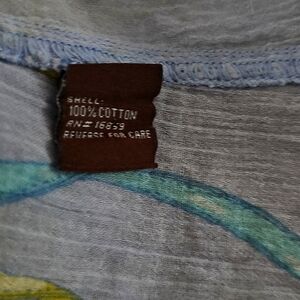 SHELL:
100% COTTON
RN= 16859
REVERSE FOR CARE